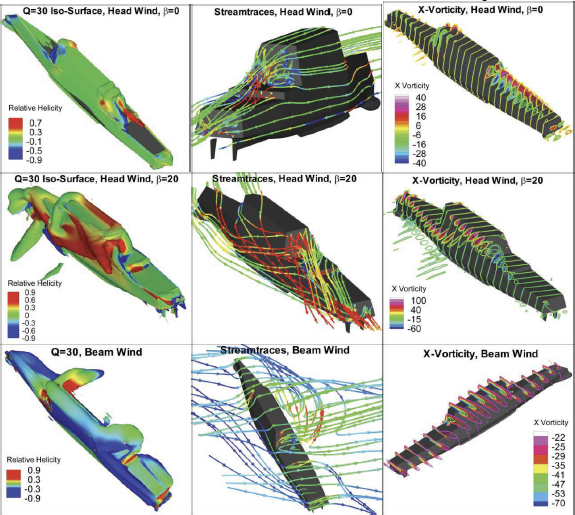 Q=30 Iso-Surface, Head Wind, β=0
Relative Helicity
0.7
0.3
-0.1
-0.5
-0.9
Streamtraces, Head Wind, β=0
X-Vorticity, Head Wind, β=0
X Vorticity
40
28
16
6
-6
-16
-28
-40
Q=30 Iso-Surface, Head Wind, β=20
Relative Helicity
0.9
0.6
0.3
0
-0.3
-0.6
-0.9
Streamtraces, Head Wind, β=20
X-Vorticity, Head Wind, β=20
X Vorticity
100
40
-15
-60
Q=30, Beam Wind
Relative Helicity
0.9
0.3
-0.3
-0.9
Streamtraces, Beam Wind
X-Vorticity, Beam Wind
X Vorticity
-22
-25
-29
-35
-41
-47
-53
-70